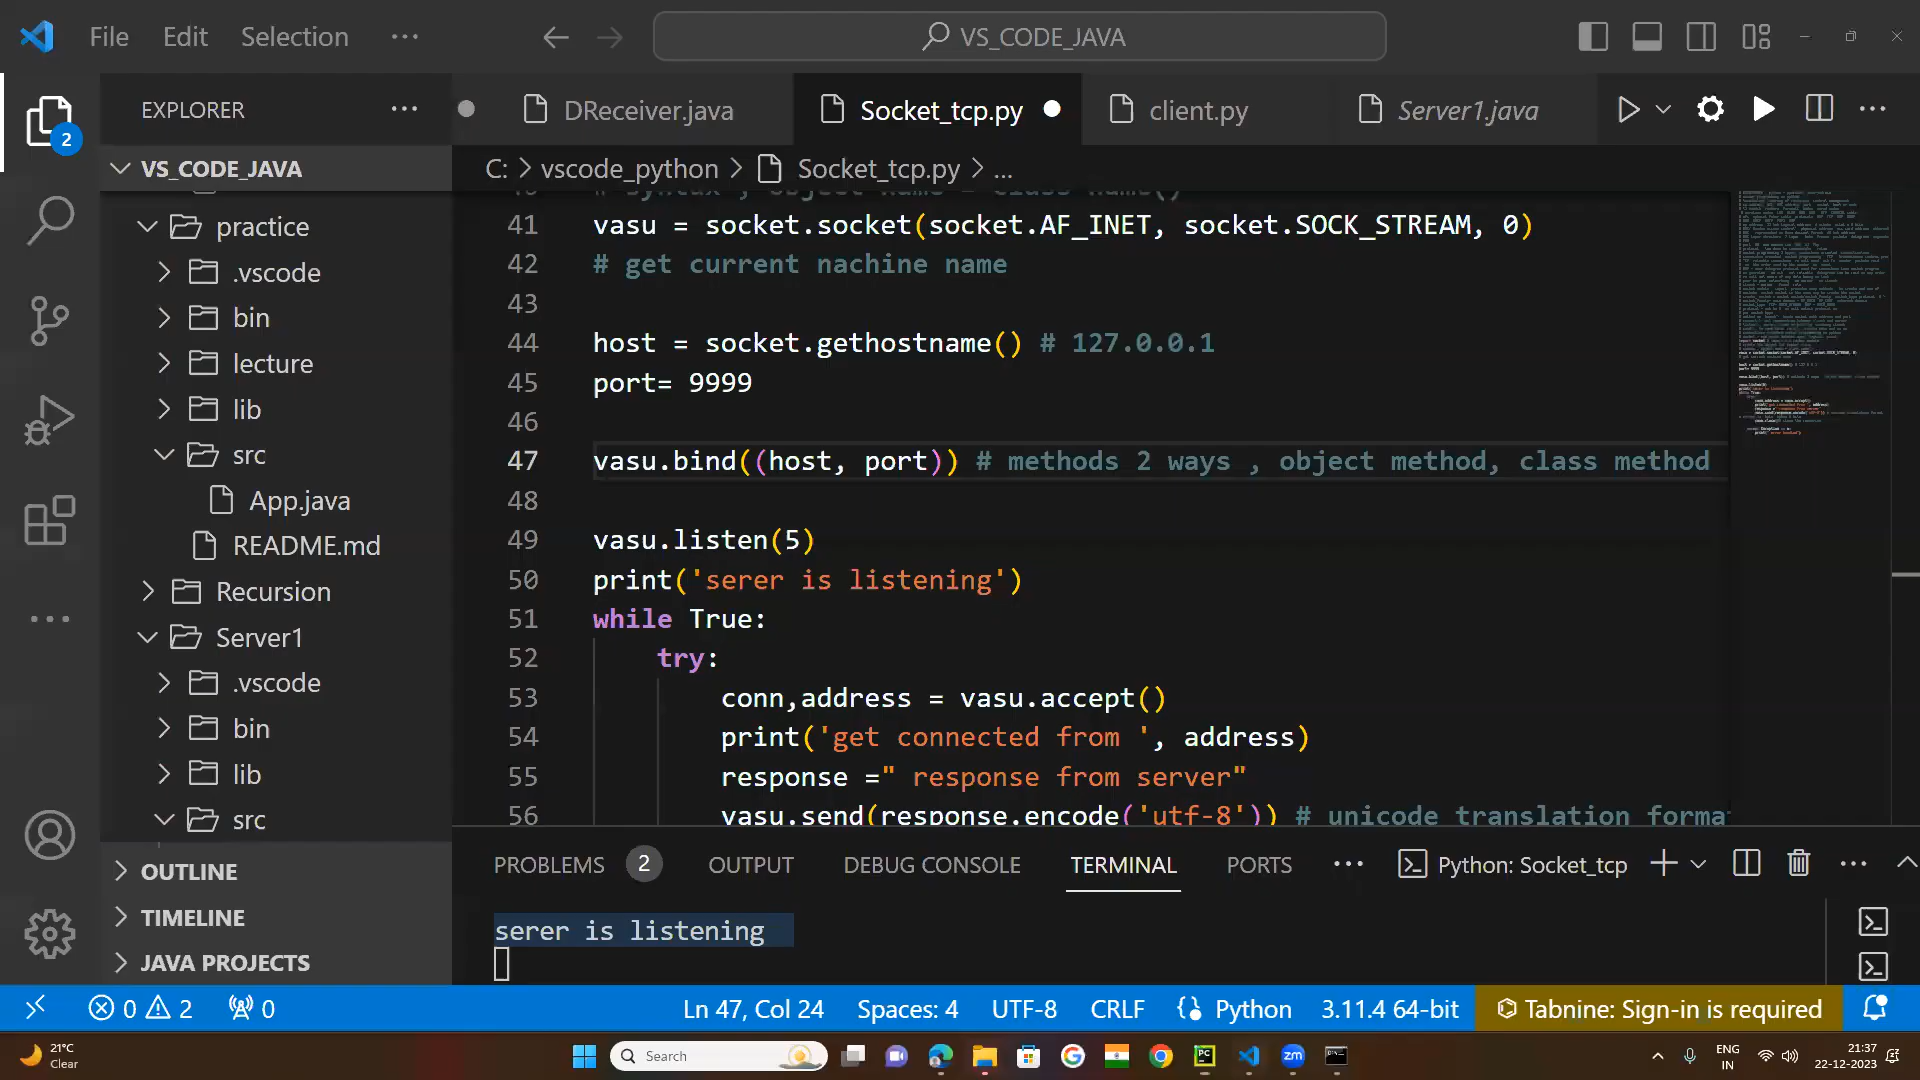 File Edit Selection ··· VS_CODE_JAVA
EXPLORER ···
DReceiver.java Socket_tcp.py client.py Server1.java
VS_CODE_JAVA
C: > vscode_python > Socket_tcp.py > ...
practice
.vscode
bin
lecture
lib
src
App.java
README.md
Recursion
Server1
.vscode
bin
lib
src
OUTLINE
TIMELINE
JAVA PROJECTS
2
41 vasu = socket.socket(socket.AF_INET, socket.SOCK_STREAM, 0)
42 # get current nachine name
43
44 host = socket.gethostname() # 127.0.0.1
45 port= 9999
46
47 vasu.bind((host, port)) # methods 2 ways , object method, class method
48
49 vasu.listen(5)
50 print('serer is listening')
51 while True:
52 try:
53 conn,address = vasu.accept()
54 print('get connected from ', address)
55 response =" response from server"
56 vasu.send(response.encode('utf-8')) # unicode translation forma
PROBLEMS 2 OUTPUT DEBUG CONSOLE TERMINAL PORTS ··· Python: Socket_tcp
serer is listening
0 2 0 Ln 47, Col 24 Spaces: 4 UTF-8 CRLF Python 3.11.4 64-bit Tabnine: Sign-in is required
21°C
Clear
Search
ENG
IN
21:37
22-12-2023